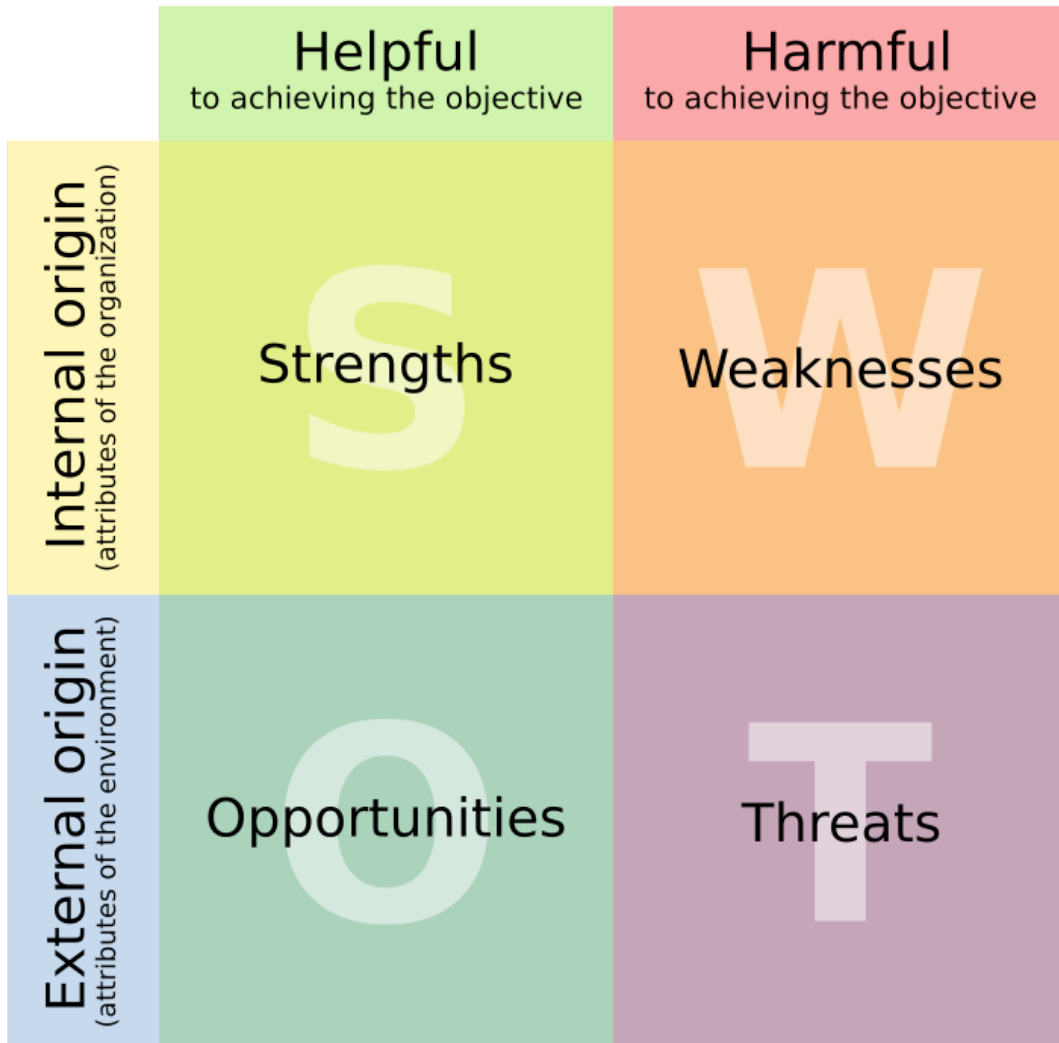 Helpful
to achieving the objective
Harmful
to achieving the objective
Internal origin
(attributes of the organization)
S
Strengths
W
Weaknesses
External origin
(attributes of the environment)
O
Opportunities
T
Threats